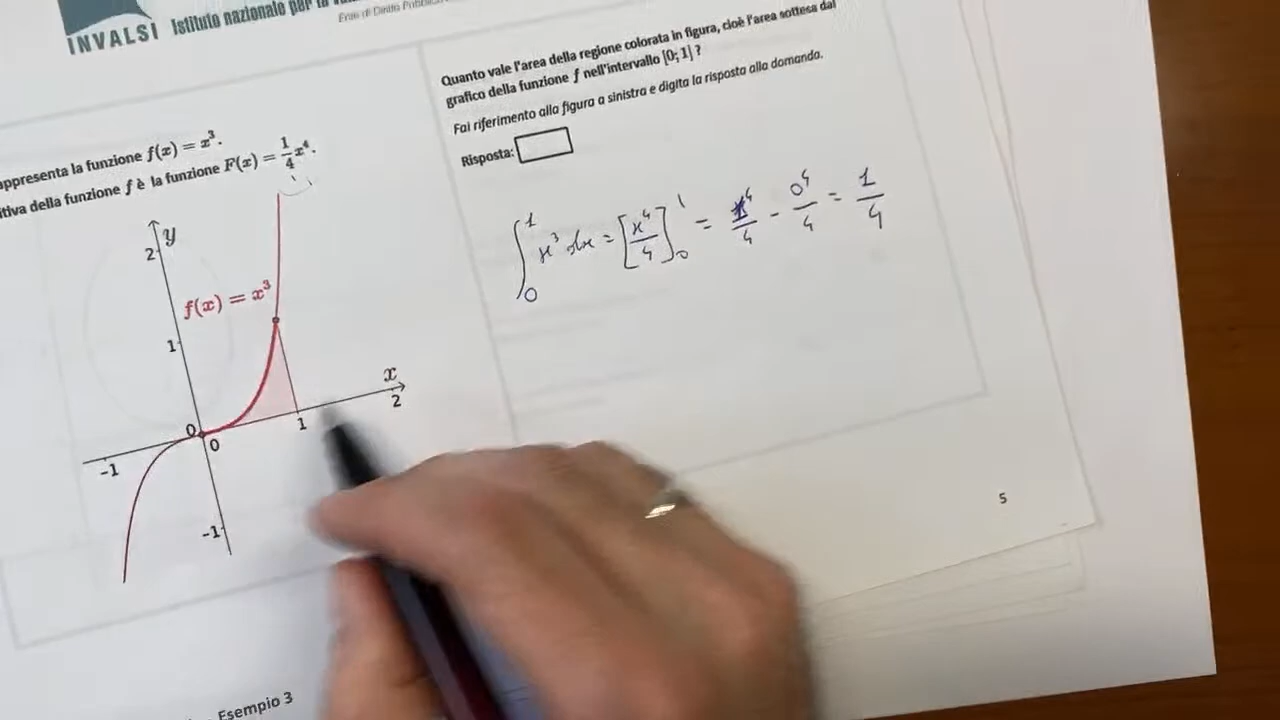 INVALSI Istituto nazionale per
Ente di Diritto Pubblico
appresenta la funzione f(x) = x³.
itiva della funzione f è la funzione F(x) = 1/4 x⁴.
y
2
f(x) = x³
1
x
2
1
0
0
-1
-1
Quanto vale l'area della regione colorata in figura, cioè l'area sottesa dal
grafico della funzione f nell'intervallo [0; 1] ?
Fai riferimento alla figura a sinistra e digita la risposta alla domanda.
Risposta:
∫₀¹ x³ dx = [x⁴/4]₀¹ = 1⁴/4 - 0⁴/4 = 1/4
5
Esempio 3